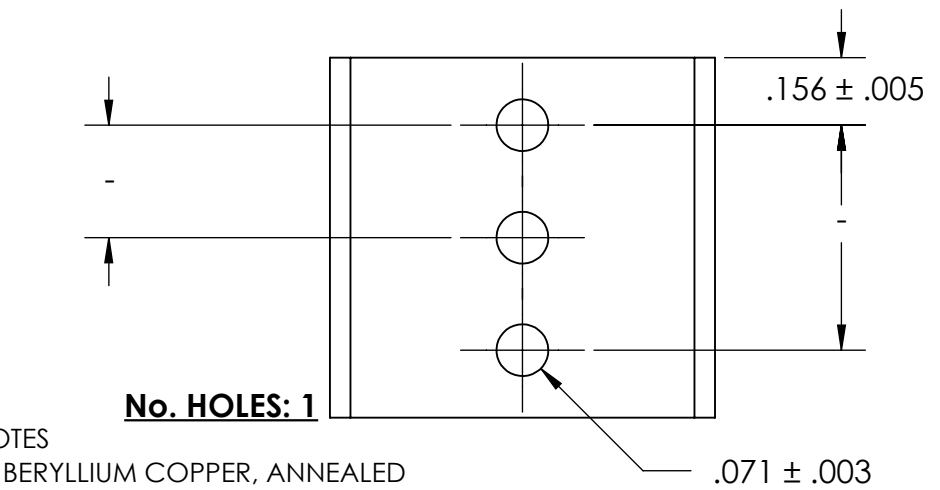 .156 ± .005
-
-
No. HOLES: 1
OTES
BERYLLIUM COPPER, ANNEALED
.071 ± .003